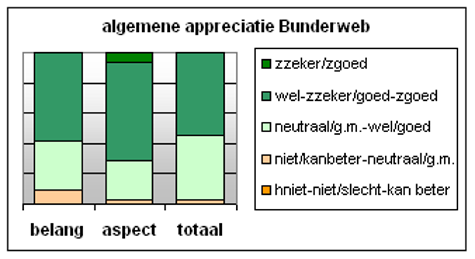 algemene appreciatie Bunderweb
zzeker/zgoed
wel-zzeker/goed-zgoed
neutraal/g.m.-wel/goed
niet/kanbeter-neutraal/g.m.
hniet-niet/slecht-kan beter
belang aspect totaal